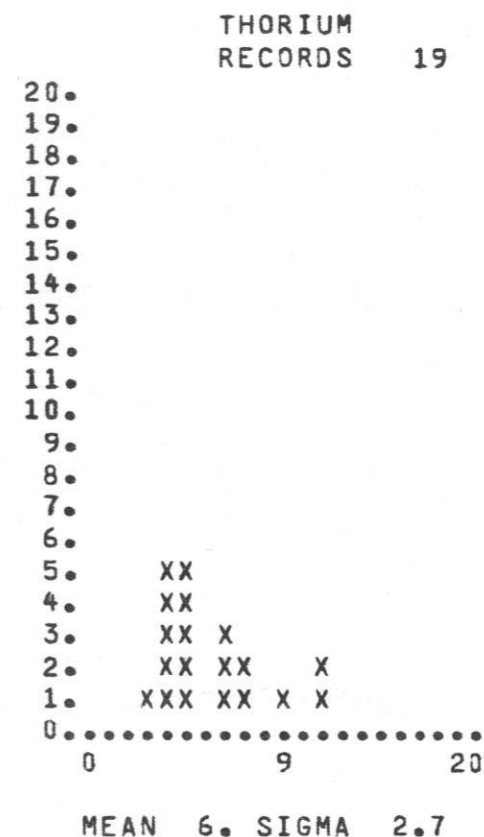 THORIUM
RECORDS 19
20.
19.
18.
17.
16.
15.
14.
13.
12.
11.
10.
9.
8.
7.
6.
5. XX
4. XX
3. XX X
2. XX XX X
1. XXX XX X X
0......................
0 9 20
MEAN 6. SIGMA 2.7